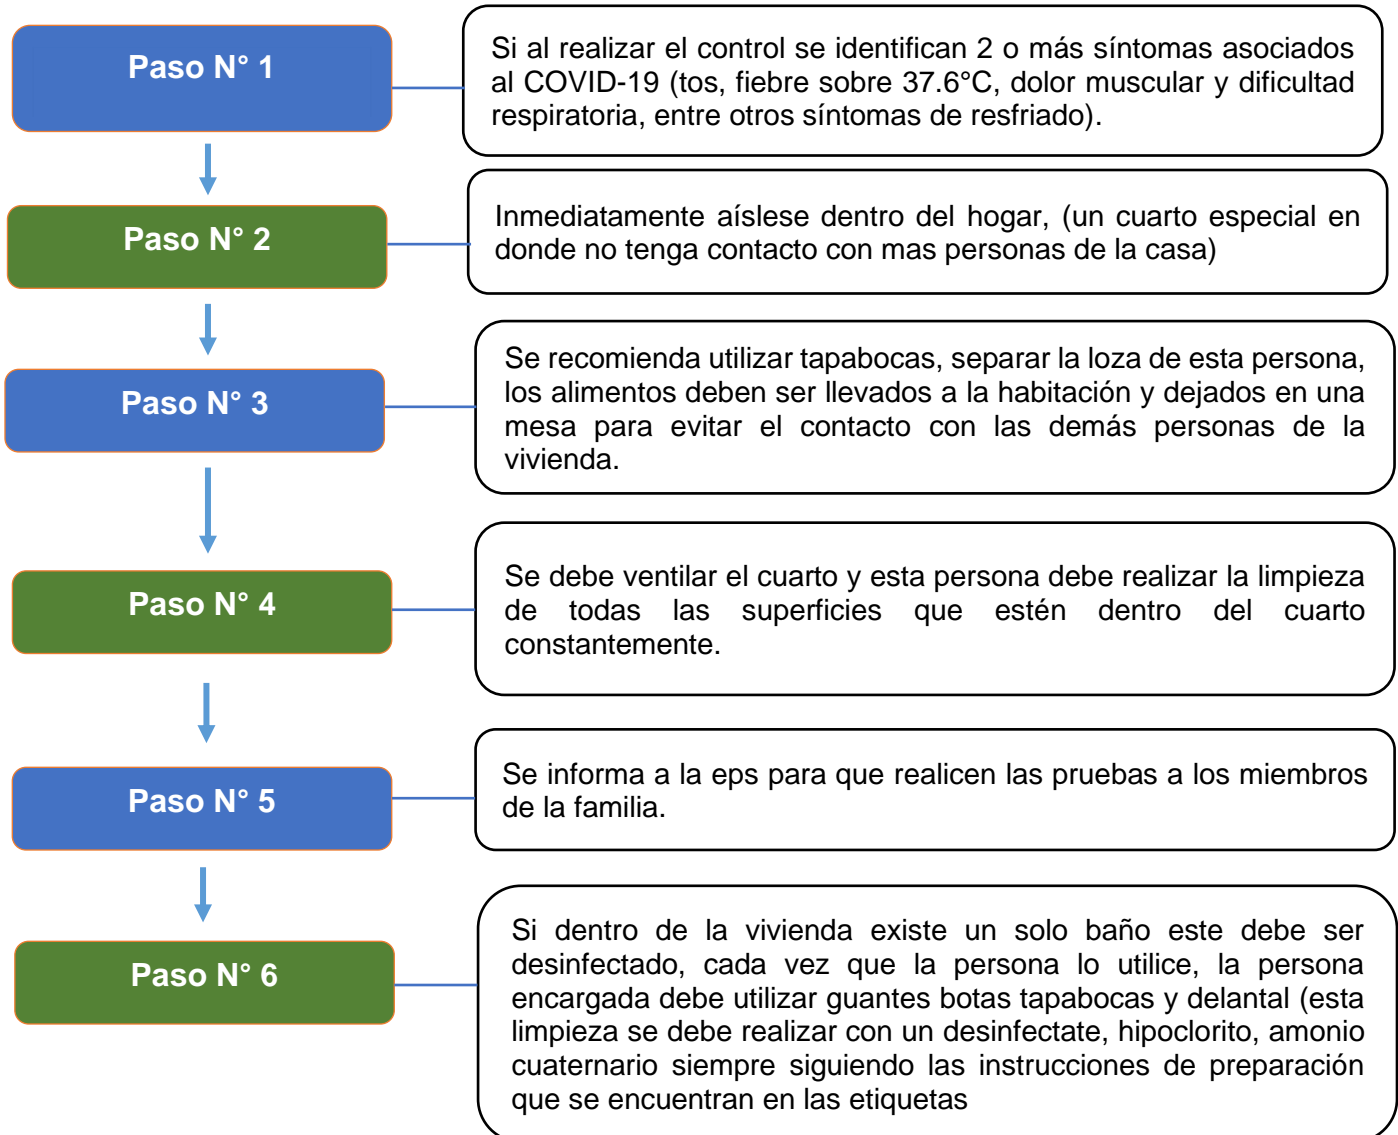 Paso N° 1
Si al realizar el control se identifican 2 o más síntomas asociados
al COVID-19 (tos, fiebre sobre 37.6°C, dolor muscular y dificultad
respiratoria, entre otros síntomas de resfriado).
Paso N° 2
Inmediatamente aíslese dentro del hogar, (un cuarto especial en
donde no tenga contacto con mas personas de la casa)
Paso N° 3
Se recomienda utilizar tapabocas, separar la loza de esta persona,
los alimentos deben ser llevados a la habitación y dejados en una
mesa para evitar el contacto con las demás personas de la
vivienda.
Paso N° 4
Se debe ventilar el cuarto y esta persona debe realizar la limpieza
de todas las superficies que estén dentro del cuarto
constantemente.
Paso N° 5
Se informa a la eps para que realicen las pruebas a los miembros
de la familia.
Paso N° 6
Si dentro de la vivienda existe un solo baño este debe ser
desinfectado, cada vez que la persona lo utilice, la persona
encargada debe utilizar guantes botas tapabocas y delantal (esta
limpieza se debe realizar con un desinfectate, hipoclorito, amonio
cuaternario siempre siguiendo las instrucciones de preparación
que se encuentran en las etiquetas